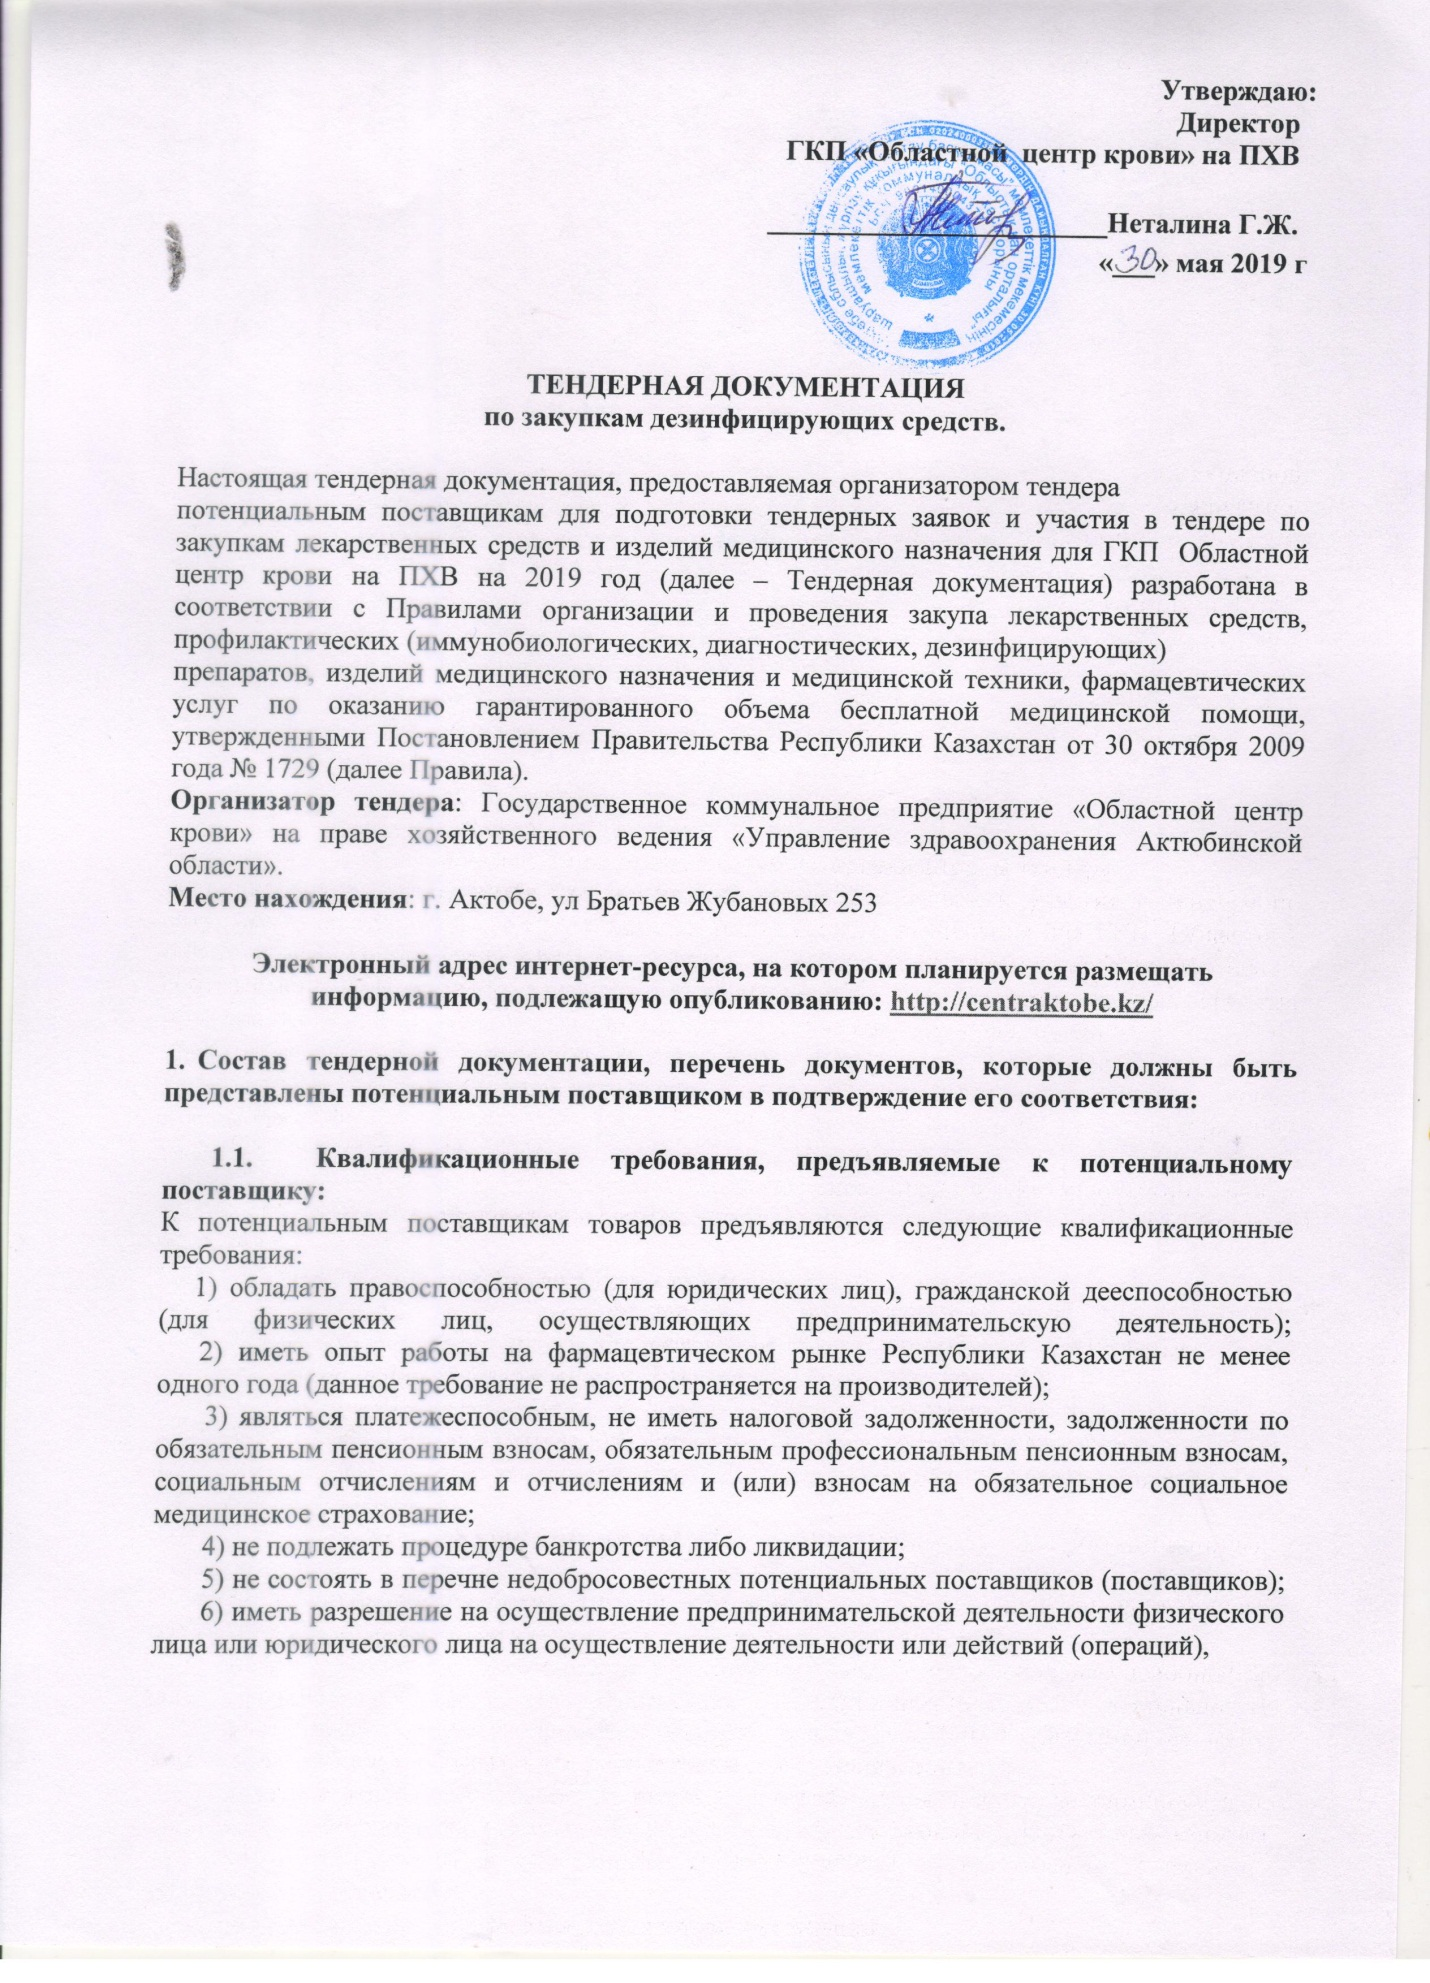 Утверждаю:
Директор
ГКП «Областной центр крови» на ПХВ
Неталина Г.Ж.
«30» мая 2019 г
ТЕНДЕРНАЯ ДОКУМЕНТАЦИЯ
по закупкам дезинфицирующих средств.
Настоящая тендерная документация, предоставляемая организатором тендера
потенциальным поставщикам для подготовки тендерных заявок и участия в тендере по
закупкам лекарственных средств и изделий медицинского назначения для ГКП Областной
центр крови на ПХВ на 2019 год (далее – Тендерная документация) разработана в
соответствии с Правилами организации и проведения закупа лекарственных средств,
профилактических (иммунобиологических, диагностических, дезинфицирующих)
препаратов, изделий медицинского назначения и медицинской техники, фармацевтических
услуг по оказанию гарантированного объема бесплатной медицинской помощи,
утвержденными Постановлением Правительства Республики Казахстан от 30 октября 2009
года № 1729 (далее Правила).
Организатор тендера: Государственное коммунальное предприятие «Областной центр
крови» на праве хозяйственного ведения «Управление здравоохранения Актюбинской
области».
Место нахождения: г. Актобе, ул Братьев Жубановых 253
Электронный адрес интернет-ресурса, на котором планируется размещать
информацию, подлежащую опубликованию: http://centraktobe.kz/
1. Состав тендерной документации, перечень документов, которые должны быть
представлены потенциальным поставщиком в подтверждение его соответствия:
1.1. Квалификационные требования, предъявляемые к потенциальному
поставщику:
К потенциальным поставщикам товаров предъявляются следующие квалификационные
требования:
1) обладать правоспособностью (для юридических лиц), гражданской дееспособностью
(для физических лиц, осуществляющих предпринимательскую деятельность);
2) иметь опыт работы на фармацевтическом рынке Республики Казахстан не менее
одного года (данное требование не распространяется на производителей);
3) являться платежеспособным, не иметь налоговой задолженности, задолженности по
обязательным пенсионным взносам, обязательным профессиональным пенсионным взносам,
социальным отчислениям и отчислениям и (или) взносам на обязательное социальное
медицинское страхование;
4) не подлежать процедуре банкротства либо ликвидации;
5) не состоять в перечне недобросовестных потенциальных поставщиков (поставщиков);
6) иметь разрешение на осуществление предпринимательской деятельности физического
лица или юридического лица на осуществление деятельности или действий (операций),